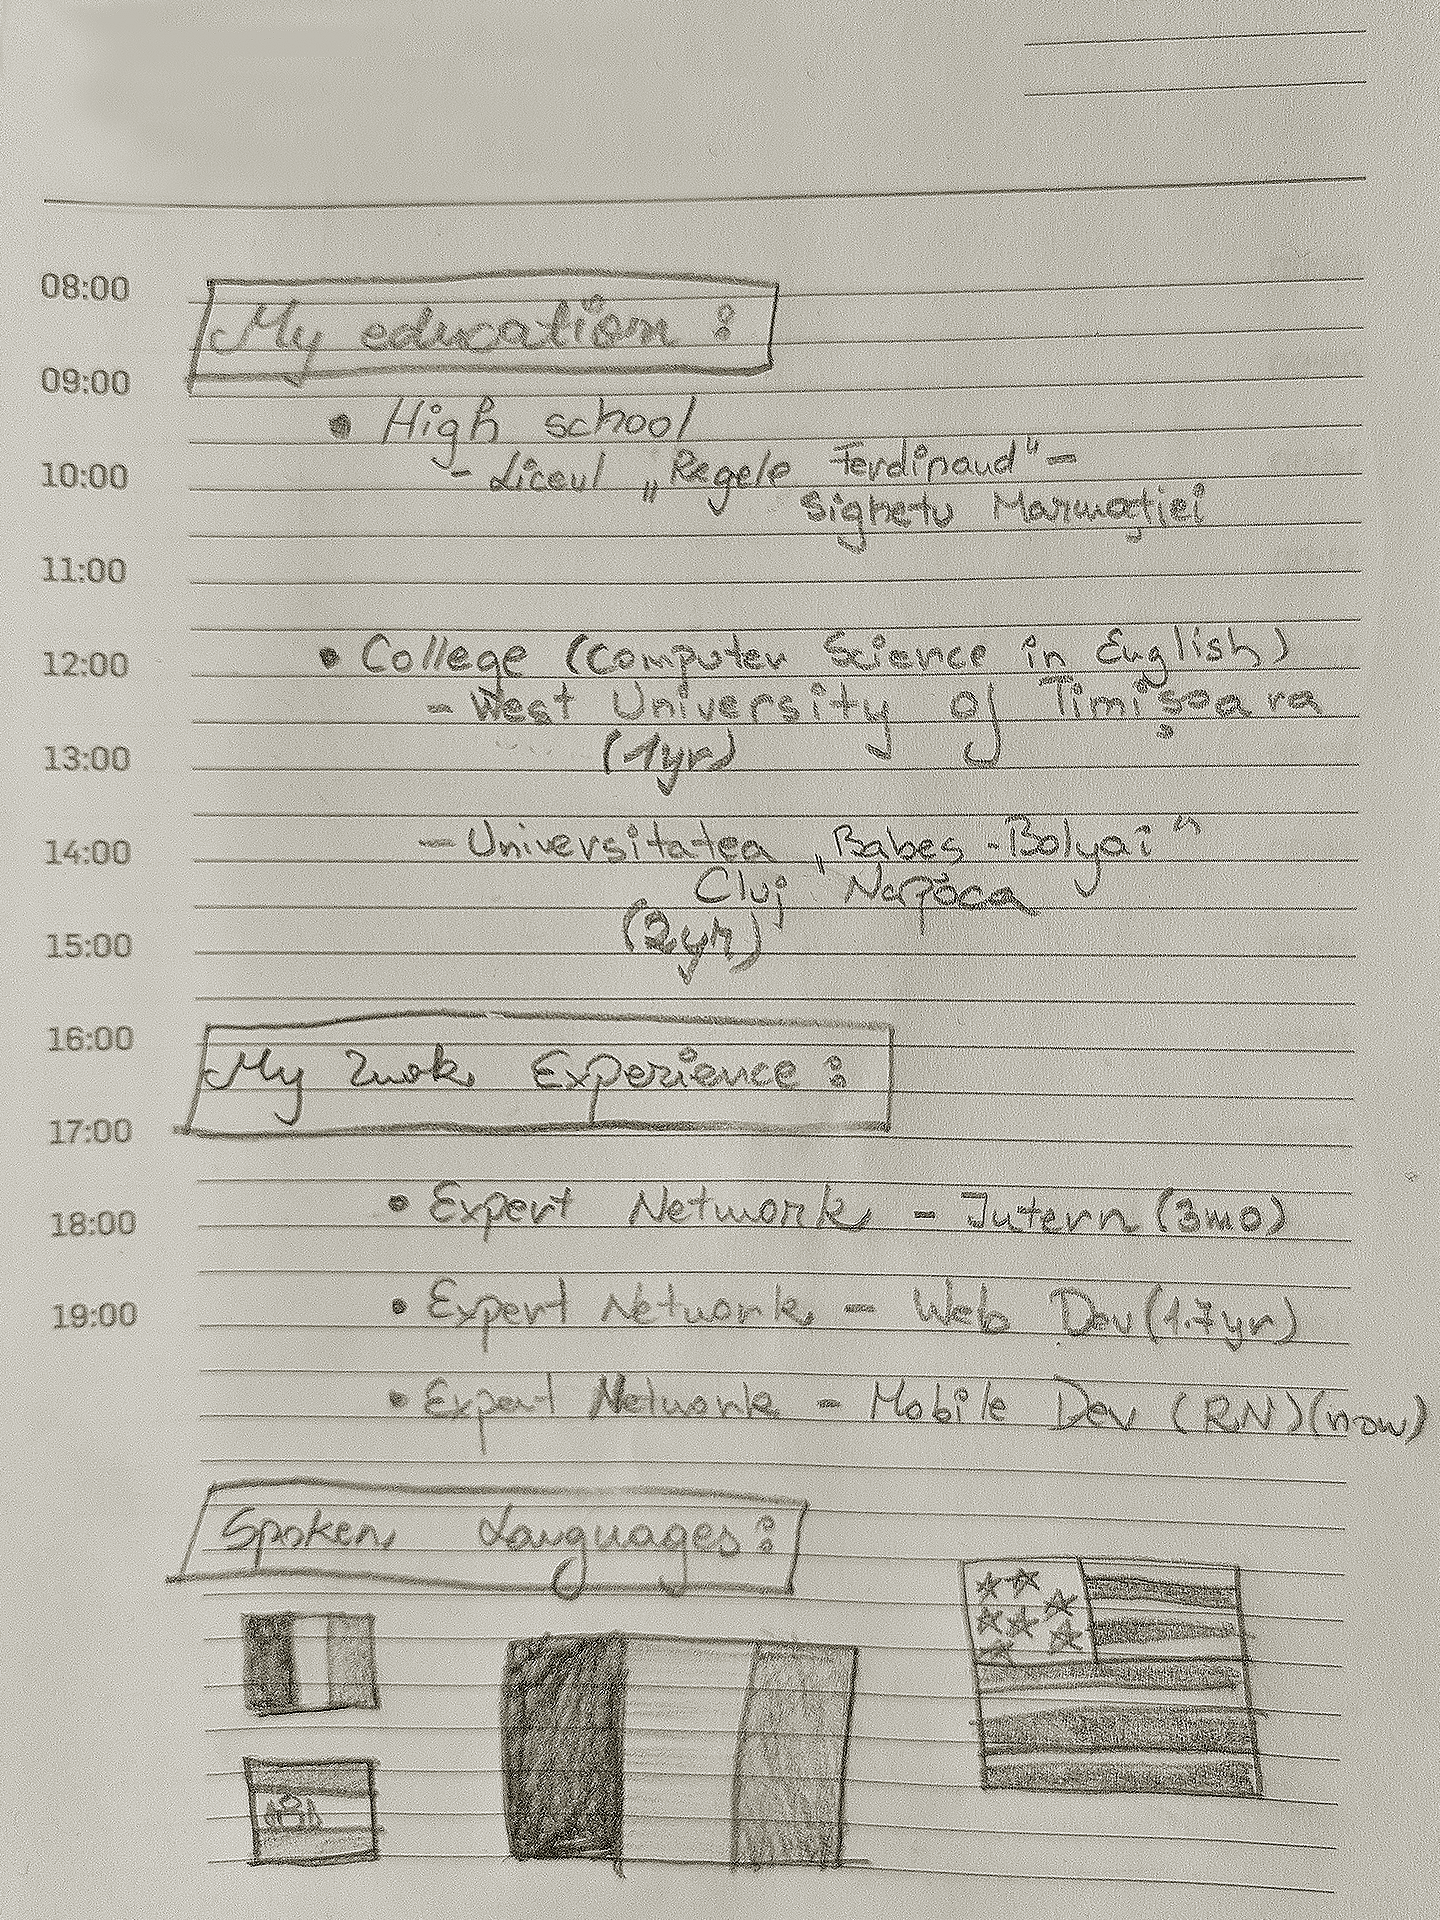 08:00
My education:
09:00
• High school
10:00
- Liceul „Regele Ferdinand" -
Sighetu Marmației
11:00
12:00
• College (Computer Science in English)
- West University of Timișoara
13:00
(1yr)
14:00
- Universitatea „Babeș-Bolyai"
Cluj Napoca
15:00
(2yr)
16:00
My Experience:
17:00
18:00
• Expert Network - Intern (3mo)
19:00
• Expert Network - Web Dev (1.7yr)
• Expert Network - Mobile Dev (RN) (now)
Spoken Languages: